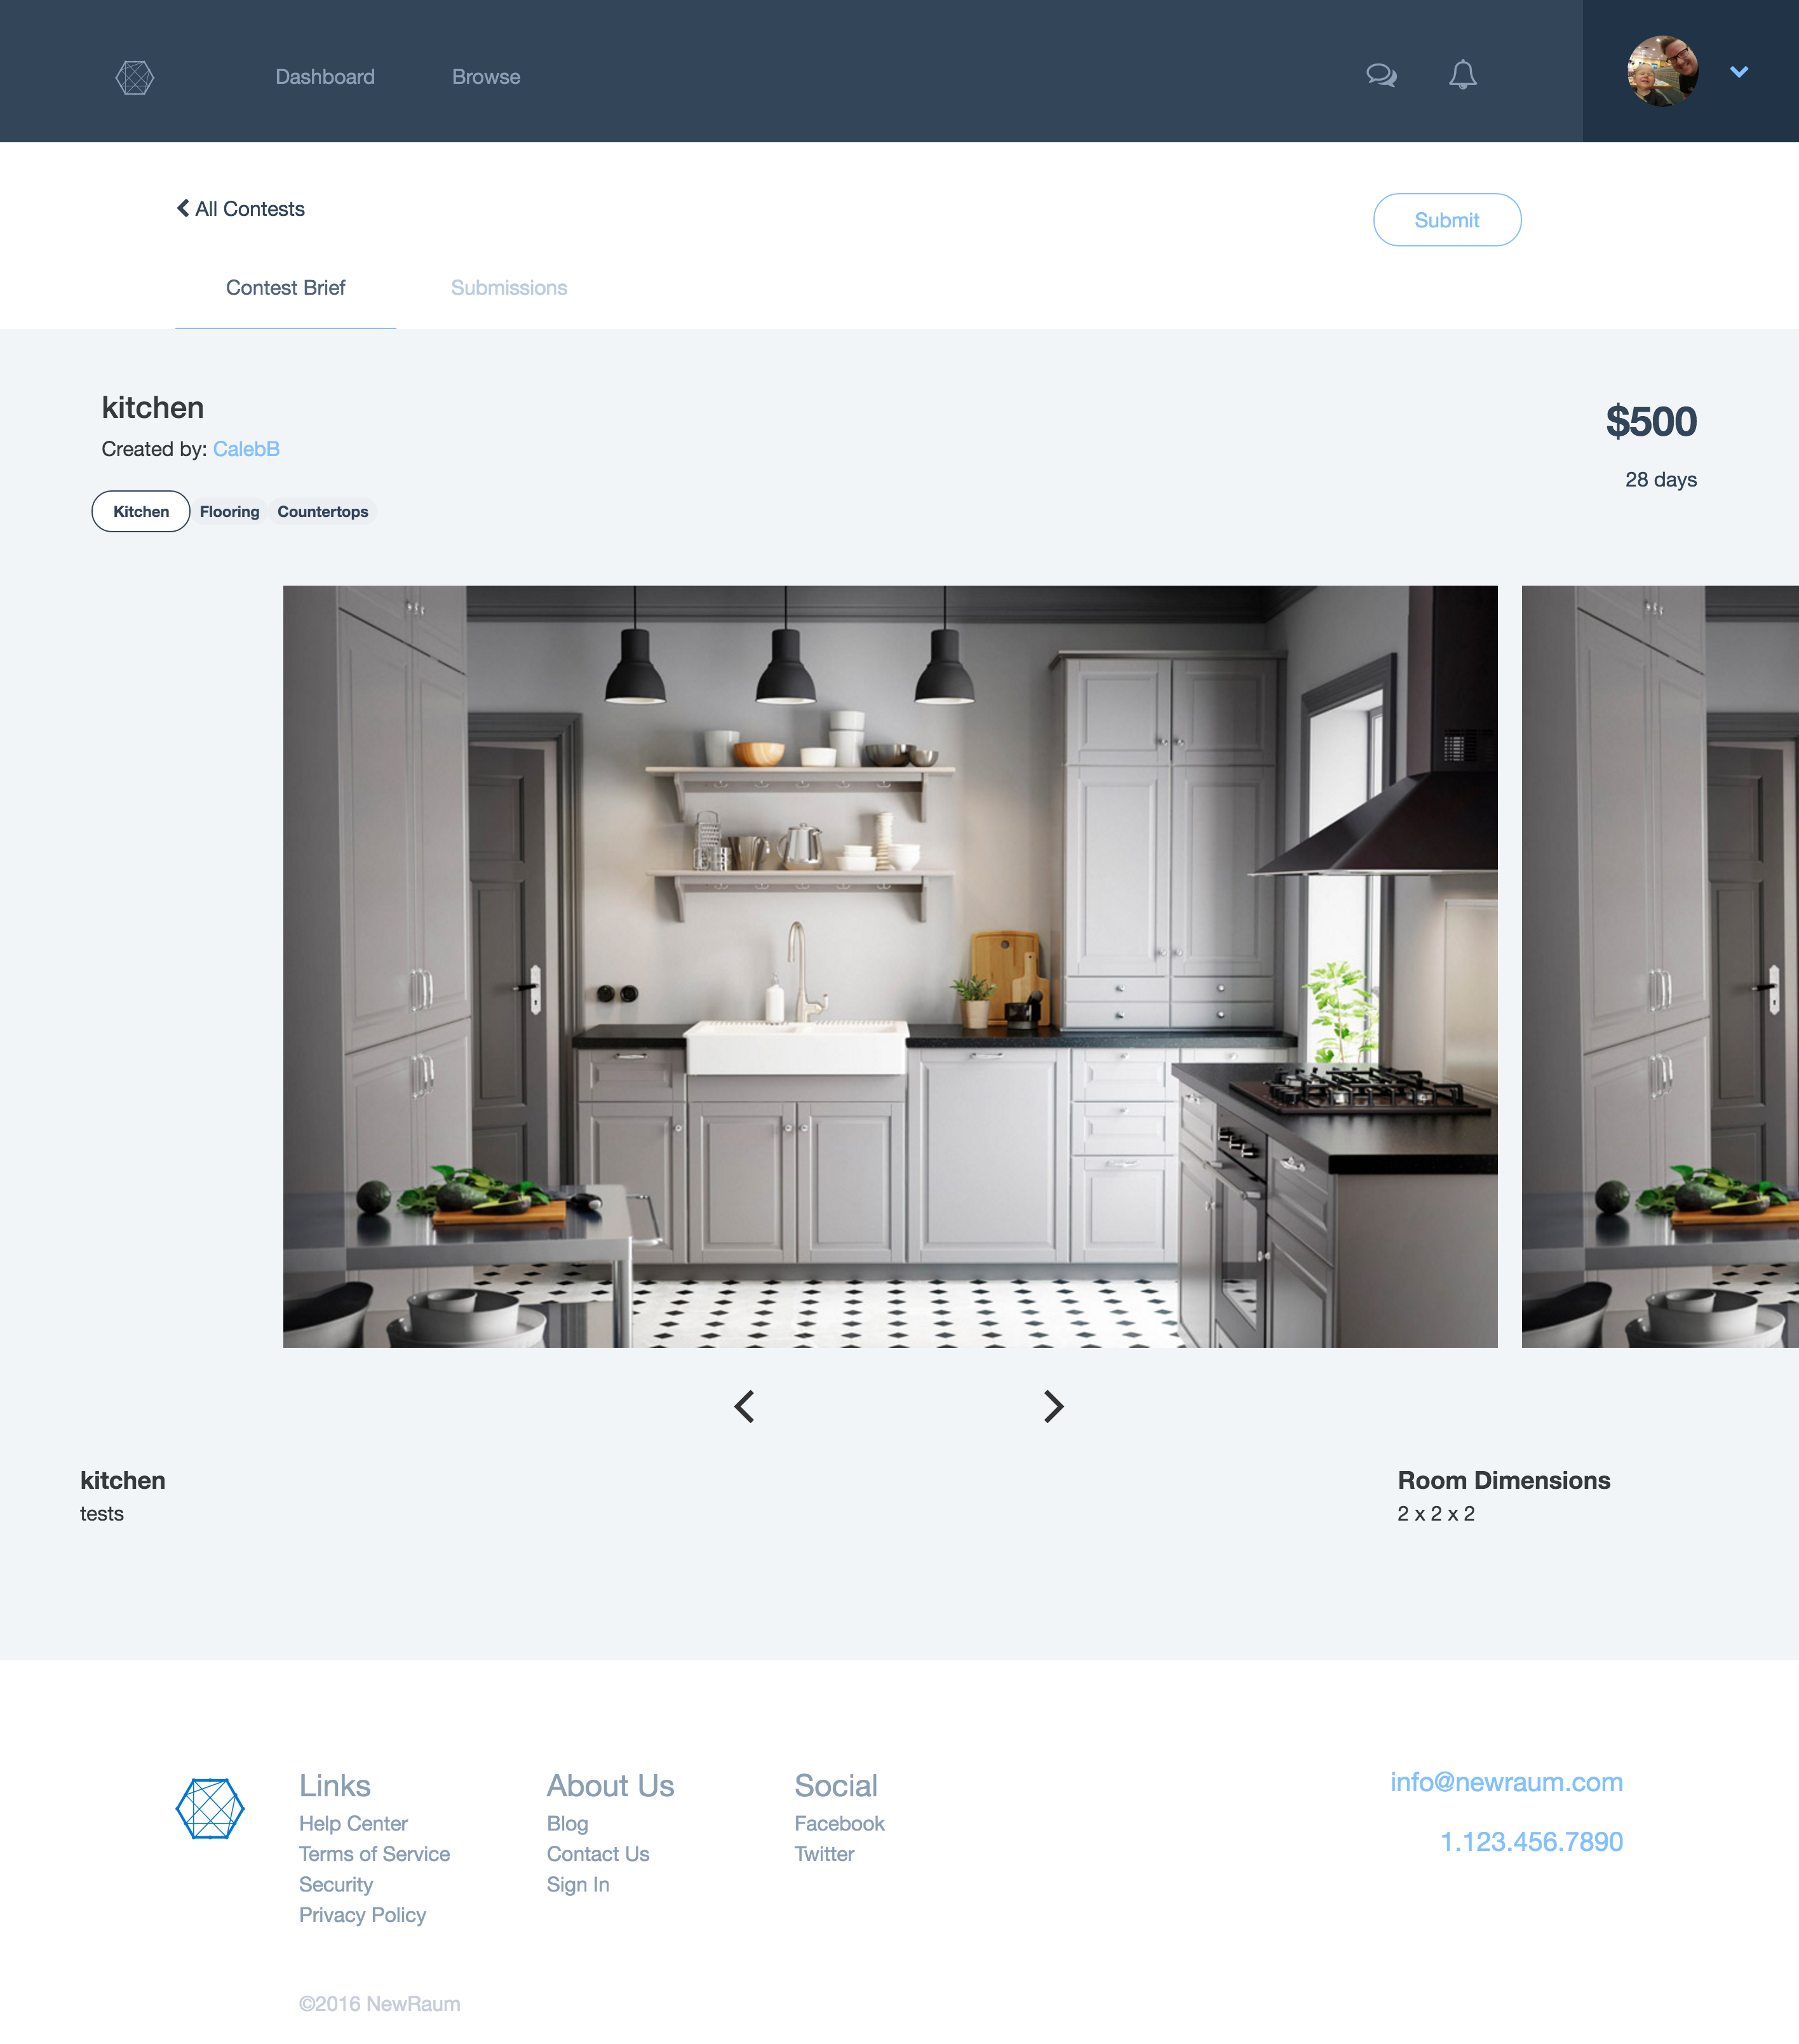 Dashboard
Browse
All Contests
Submit
Contest Brief
Submissions
kitchen
$500
Created by: CalebB
28 days
Kitchen
Flooring
Countertops
kitchen
tests
Room Dimensions
2 x 2 x 2
Links
Help Center
Terms of Service
Security
Privacy Policy
About Us
Blog
Contact Us
Sign In
Social
Facebook
Twitter
info@newraum.com
1.123.456.7890
©2016 NewRaum